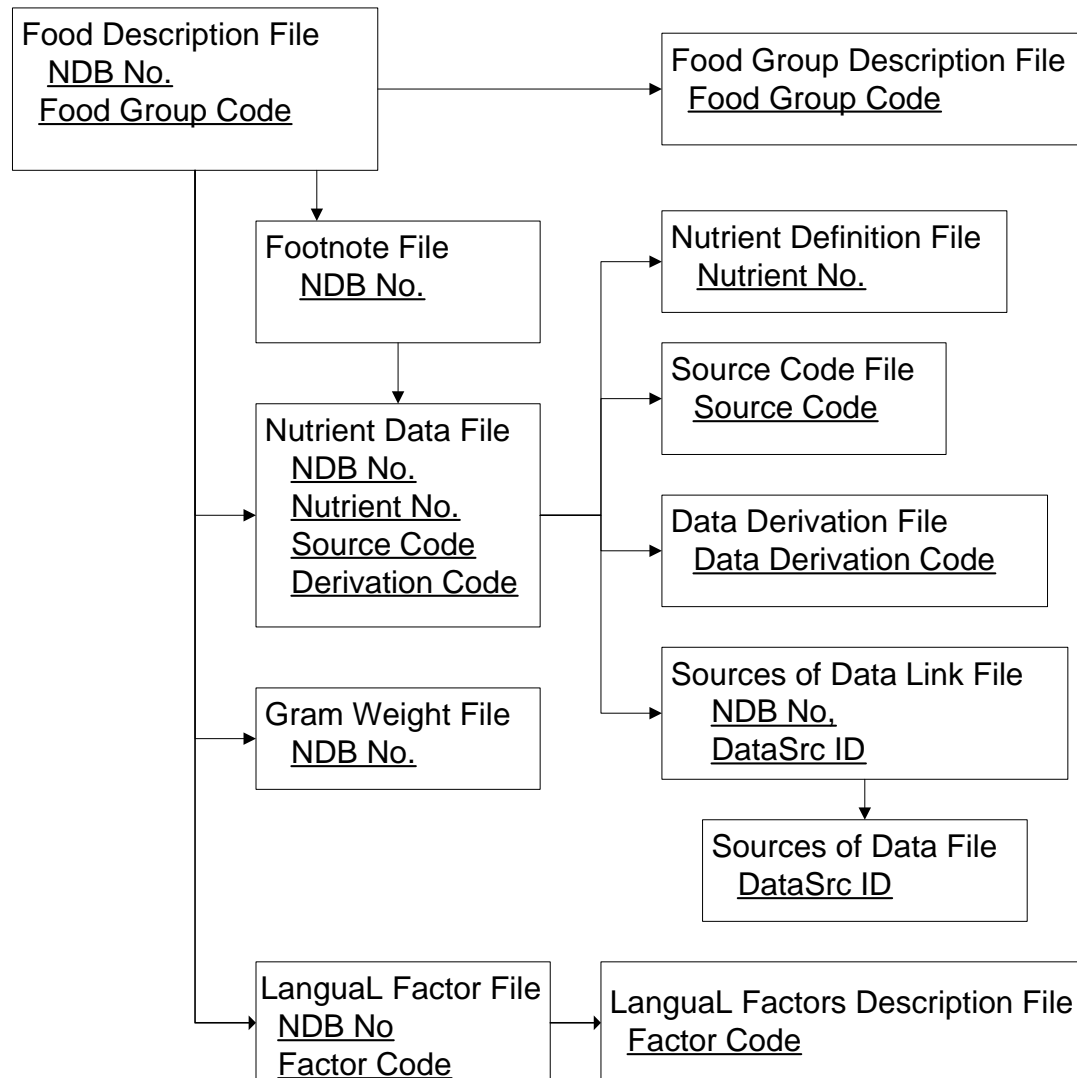 Food Description File
NDB No.
Food Group Code
Food Group Description File
Food Group Code
Footnote File
NDB No.
Nutrient Definition File
Nutrient No.
Source Code File
Source Code
Nutrient Data File
NDB No.
Nutrient No.
Source Code
Derivation Code
Data Derivation File
Data Derivation Code
Sources of Data Link File
NDB No,
DataSrc ID
Gram Weight File
NDB No.
Sources of Data File
DataSrc ID
LanguaL Factor File
NDB No
Factor Code
LanguaL Factors Description File
Factor Code